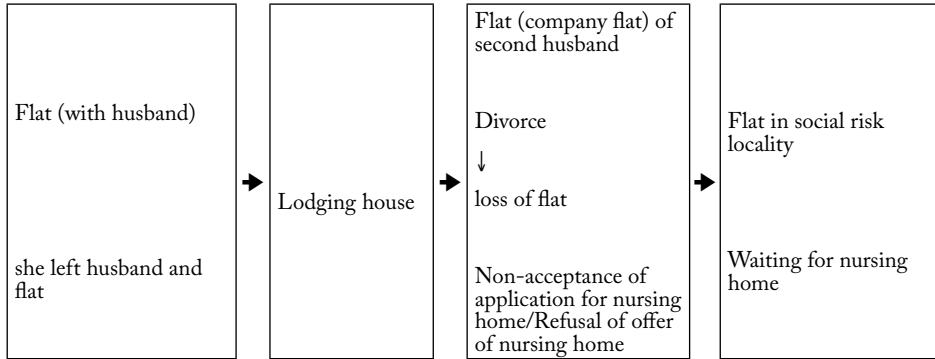 Flat (with husband)
she left husband and
flat
Lodging house
Flat (company flat) of
second husband
Divorce
↓
loss of flat
Non-acceptance of
application for nursing
home/Refusal of offer
of nursing home
Flat in social risk
locality
Waiting for nursing
home